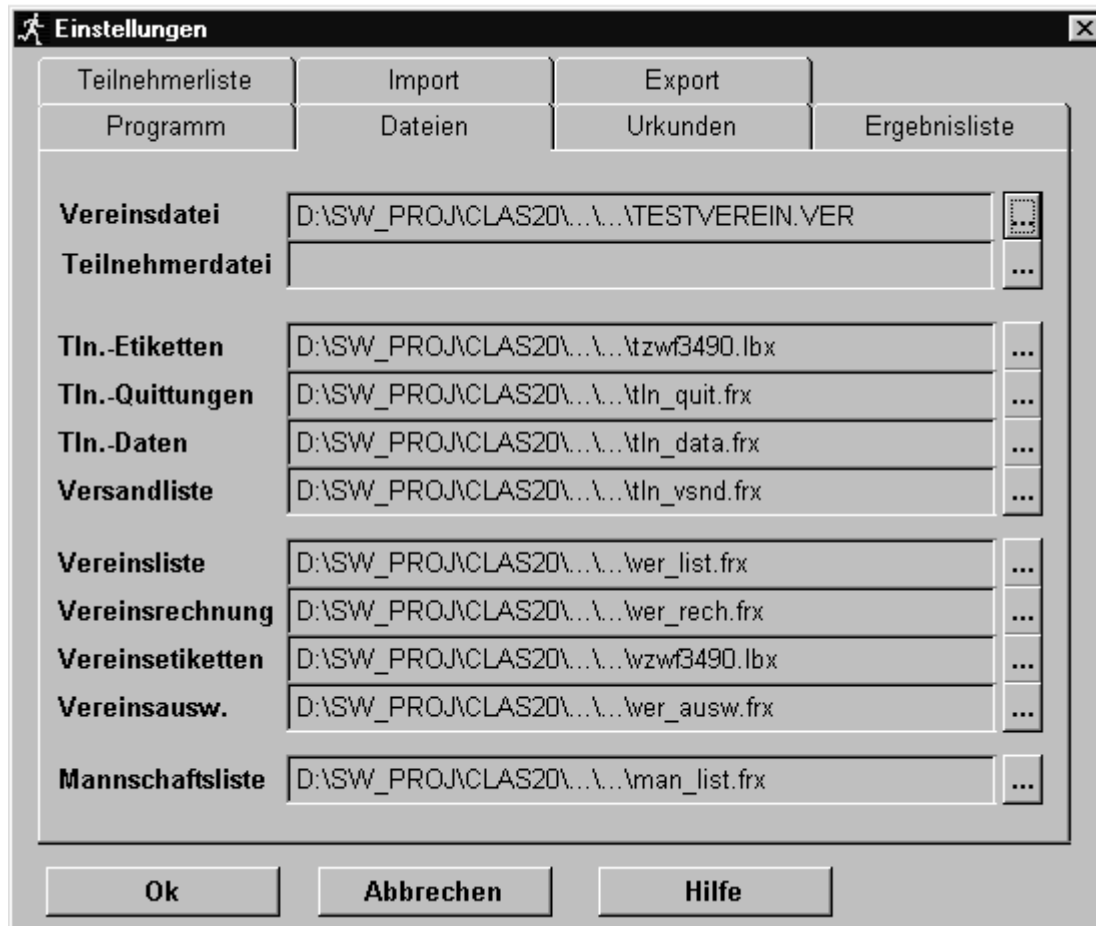 Einstellungen
Teilnehmerliste Import Export
Programm Dateien Urkunden Ergebnisliste
Vereinsdatei D:\SW_PROJ\CLAS20\...\...\TESTVEREIN.VER ...
Teilnehmerdatei ...
Tln.-Etiketten D:\SW_PROJ\CLAS20\...\...\tzwf3490.lbx ...
Tln.-Quittungen D:\SW_PROJ\CLAS20\...\...\tln_quit.frx ...
Tln.-Daten D:\SW_PROJ\CLAS20\...\...\tln_data.frx ...
Versandliste D:\SW_PROJ\CLAS20\...\...\tln_vsnd.frx ...
Vereinsliste D:\SW_PROJ\CLAS20\...\...\ver_list.frx ...
Vereinsrechnung D:\SW_PROJ\CLAS20\...\...\ver_rech.frx ...
Vereinsetiketten D:\SW_PROJ\CLAS20\...\...\vzwf3490.lbx ...
Vereinsausw. D:\SW_PROJ\CLAS20\...\...\ver_ausw.frx ...
Mannschaftsliste D:\SW_PROJ\CLAS20\...\...\man_list.frx ...
Ok Abbrechen Hilfe